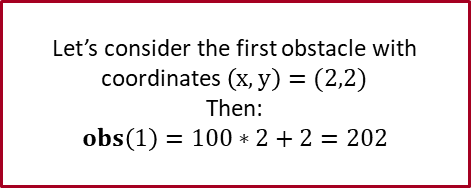 Let’s consider the first obstacle with
coordinates (x, y) = (2,2)
Then:
obs(1) = 100 ∗ 2 + 2 = 202